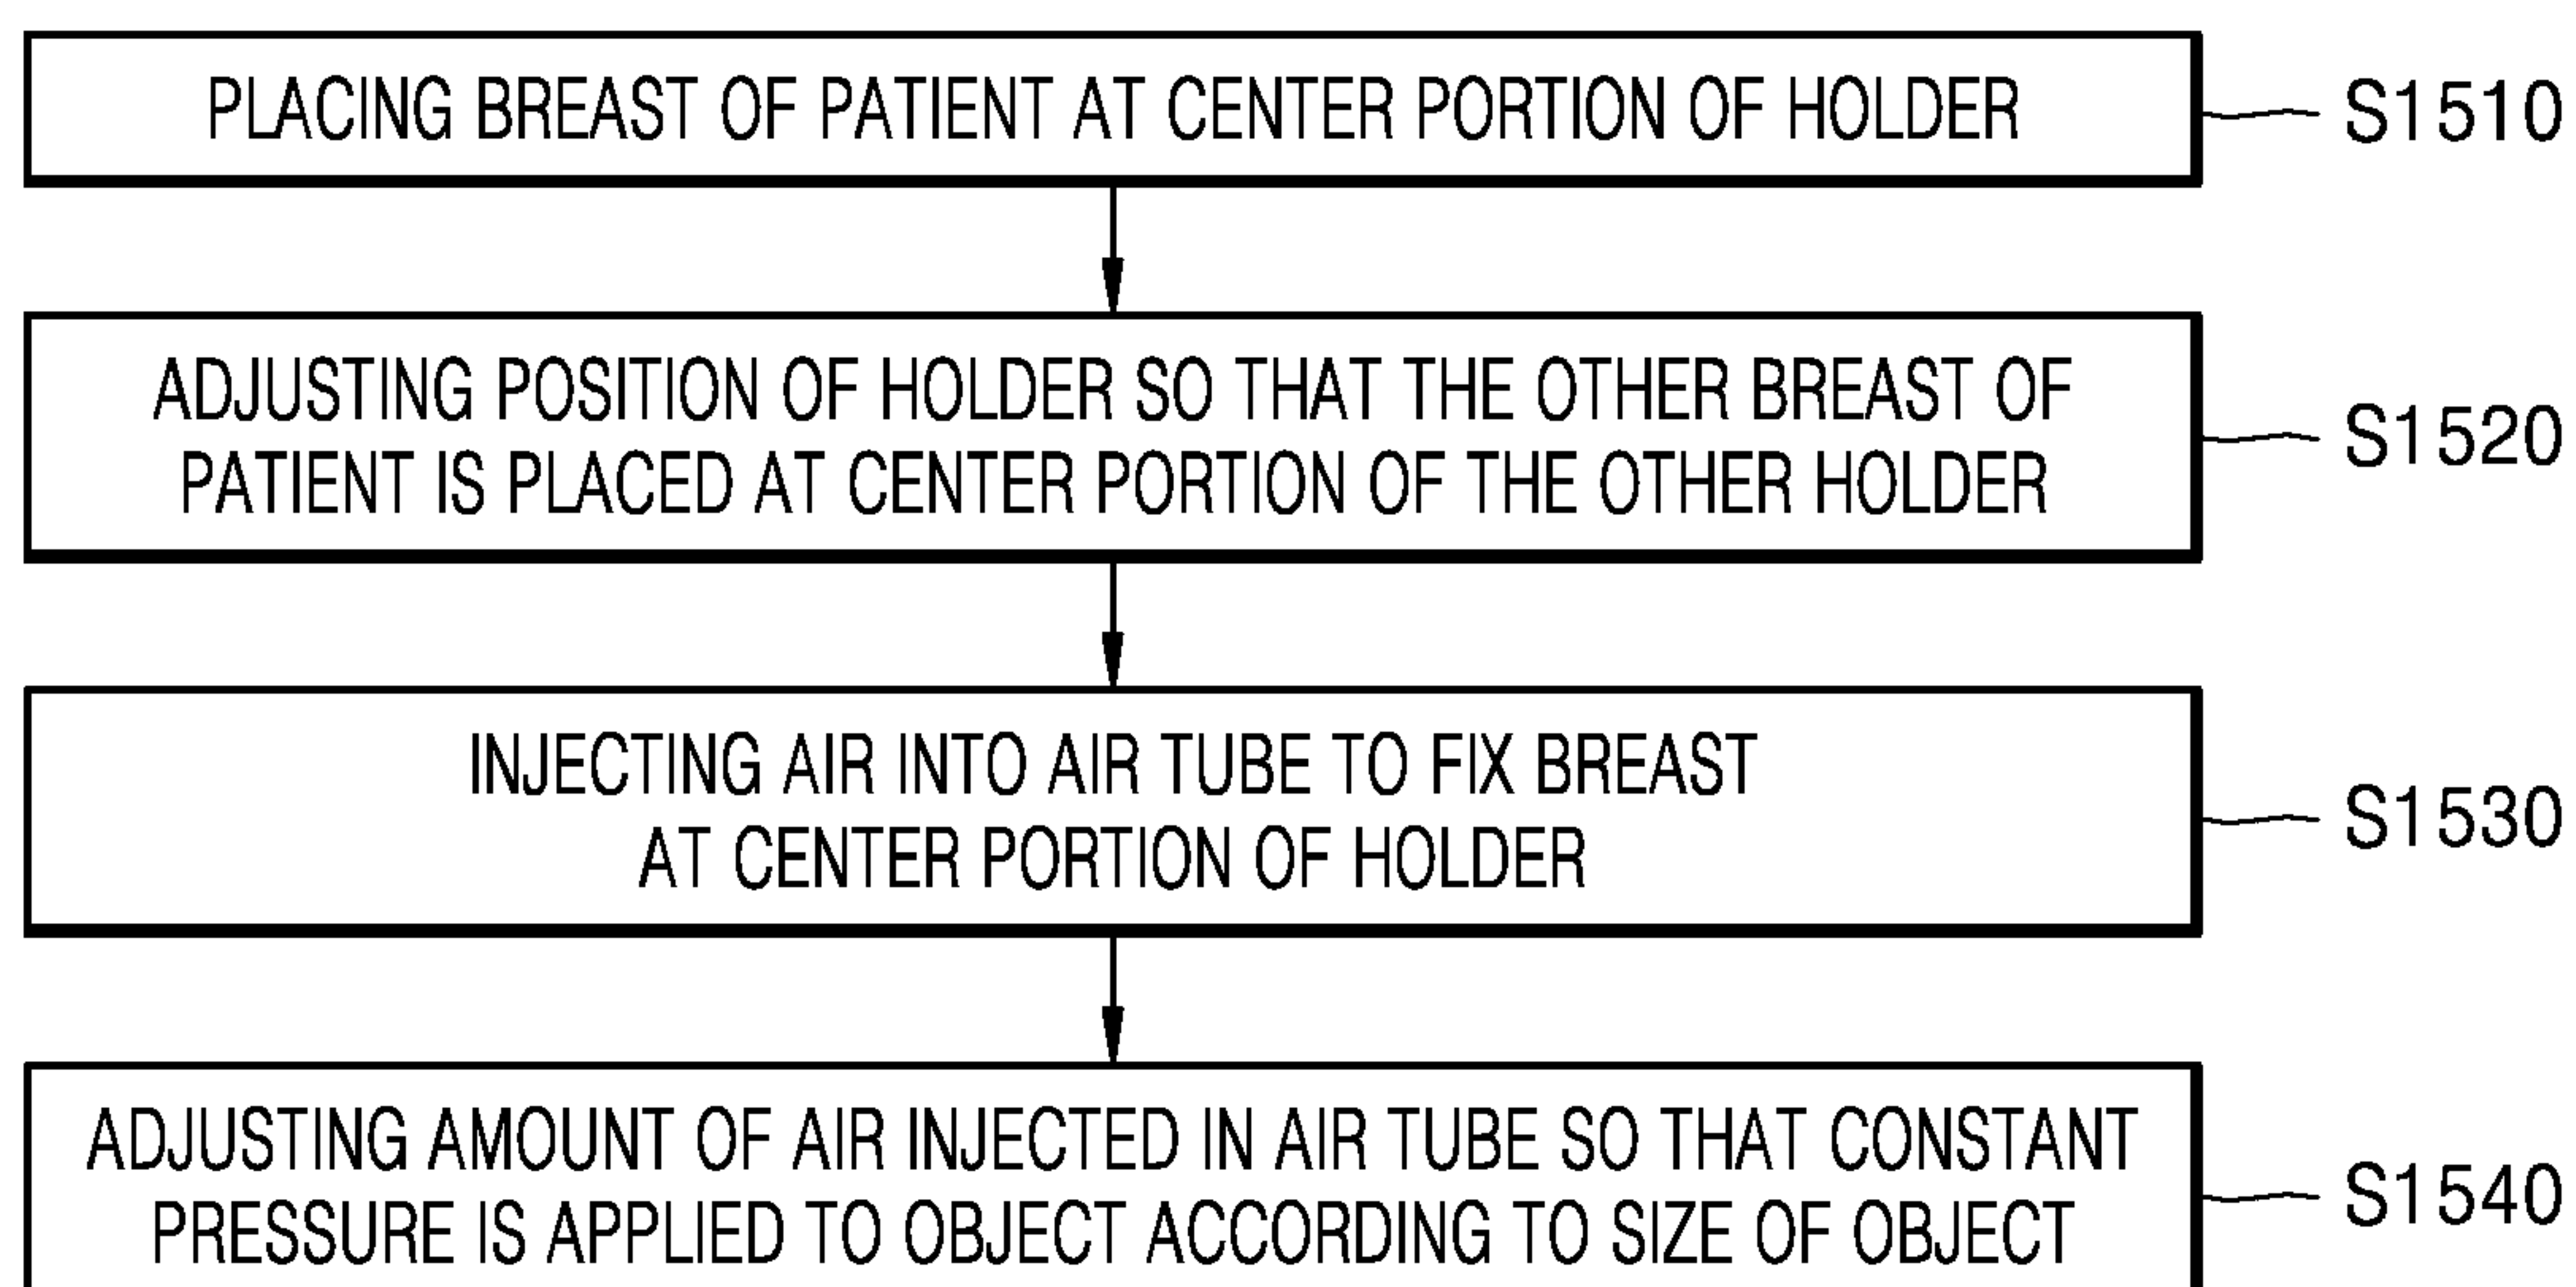 PLACING BREAST OF PATIENT AT CENTER PORTION OF HOLDER
S1510
ADJUSTING POSITION OF HOLDER SO THAT THE OTHER BREAST OF
PATIENT IS PLACED AT CENTER PORTION OF THE OTHER HOLDER
S1520
INJECTING AIR INTO AIR TUBE TO FIX BREAST
AT CENTER PORTION OF HOLDER
S1530
ADJUSTING AMOUNT OF AIR INJECTED IN AIR TUBE SO THAT CONSTANT
PRESSURE IS APPLIED TO OBJECT ACCORDING TO SIZE OF OBJECT
S1540